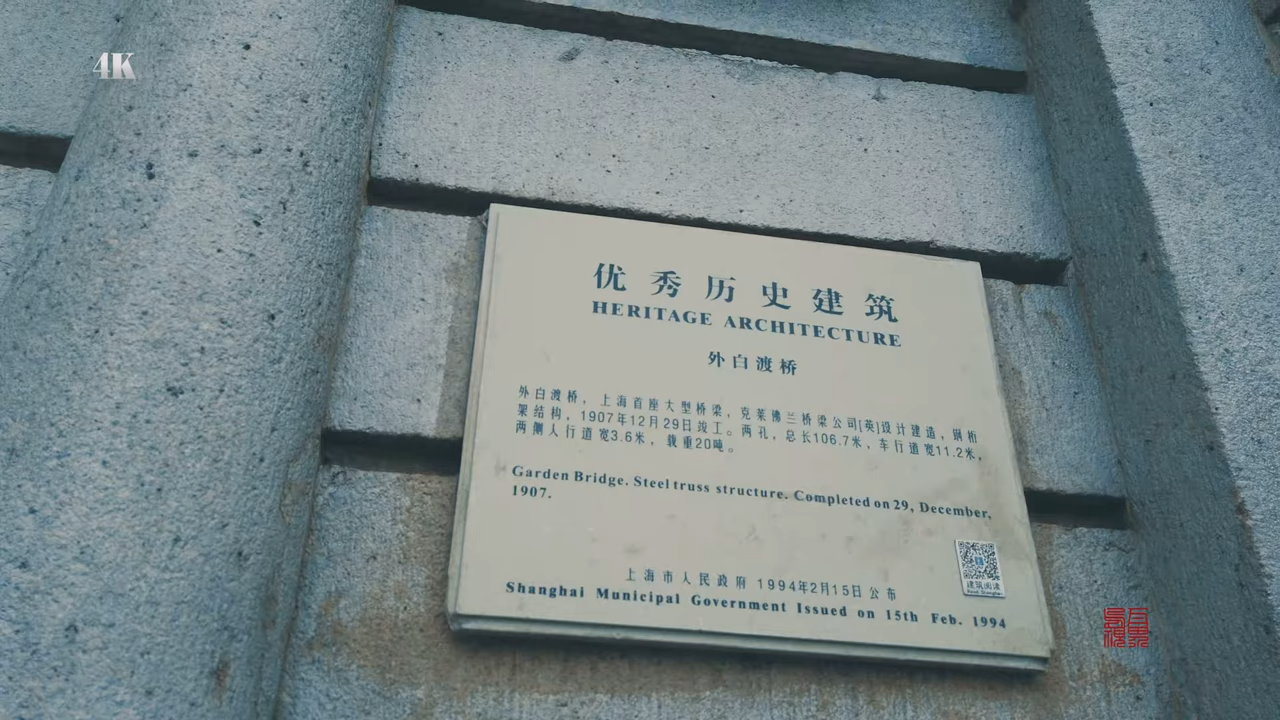 4K
优秀历史建筑
HERITAGE ARCHITECTURE
外白渡桥
外白渡桥，上海首座大型桥梁，克莱佛兰桥梁公司[英]设计建造，钢桁
架结构，1907年12月29日竣工。两孔，总长106.7米，车行道宽11.2米，
两侧人行道宽3.6米，载重20吨。
Garden Bridge. Steel truss structure. Completed on 29, December,
1907.
建筑阅读
上海市人民政府 1994年2月15日公布
Shanghai Municipal Government Issued on 15th Feb. 1994